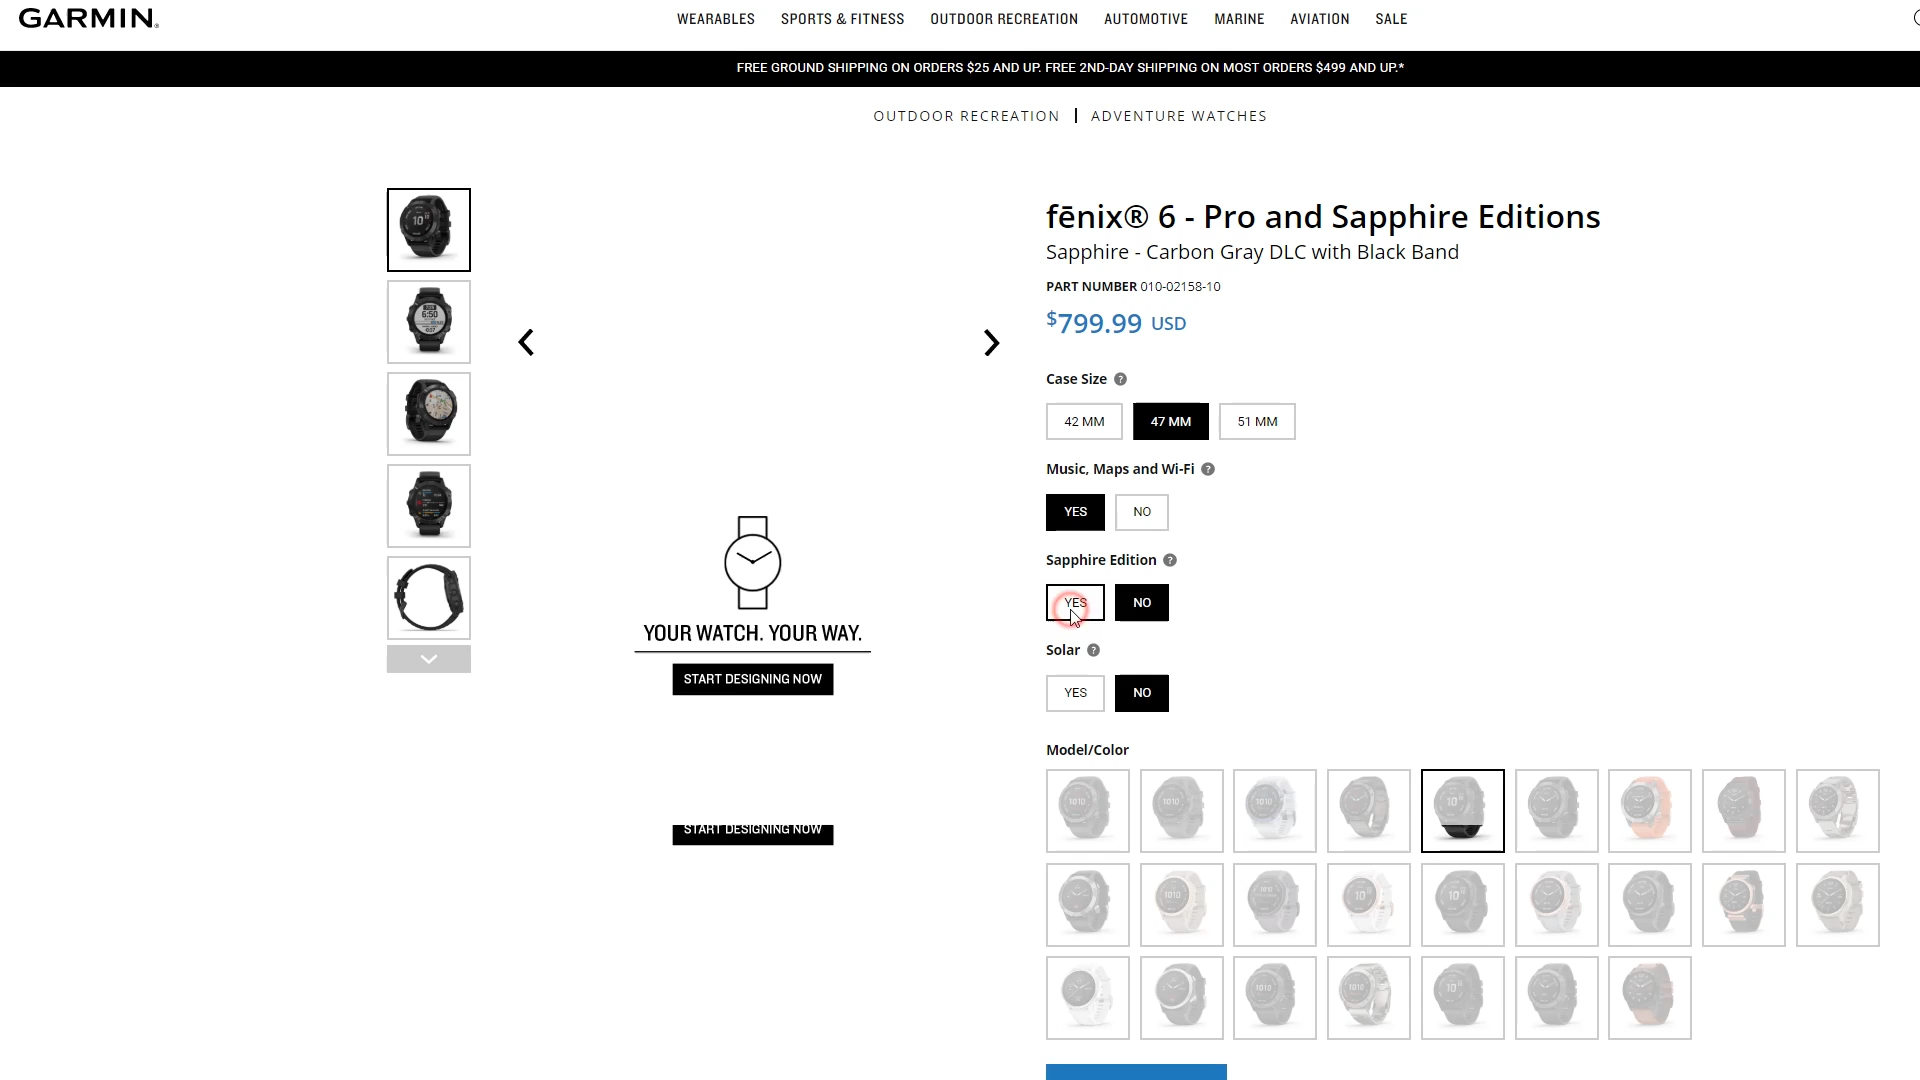 GARMIN
WEARABLES SPORTS & FITNESS OUTDOOR RECREATION AUTOMOTIVE MARINE AVIATION SALE
FREE GROUND SHIPPING ON ORDERS $25 AND UP. FREE 2ND-DAY SHIPPING ON MOST ORDERS $499 AND UP.*
OUTDOOR RECREATION | ADVENTURE WATCHES
fēnix® 6 - Pro and Sapphire Editions
Sapphire - Carbon Gray DLC with Black Band
PART NUMBER 010-02158-10
$799.99 USD
Case Size ?
42 MM 47 MM 51 MM
Music, Maps and Wi-Fi ?
YES NO
Sapphire Edition ?
YES NO
Solar ?
YES NO
Model/Color
YOUR WATCH. YOUR WAY.
START DESIGNING NOW
START DESIGNING NOW